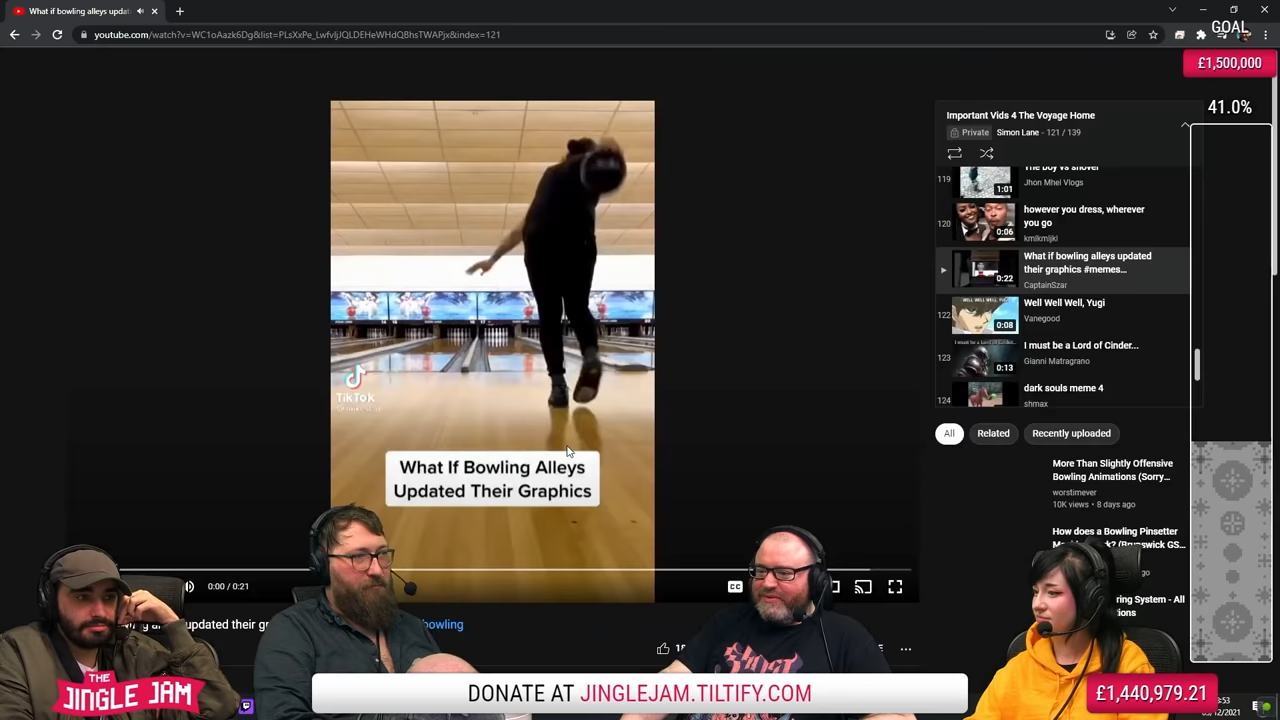 What if bowling alleys updat
youtube.com/watch?v=WC1oAazk6Dg&list=PLsXxPe_LwfvljJQLDEHeWHdQBhsTWAPjx&index=121
GOAL
£1,500,000
41.0%
Important Vids 4 The Voyage Home
Private Simon Lane - 121 / 139
119
The boy vs shovel
1:01
Jhon Mhel Vlogs
120
0:06
however you dress, wherever
you go
kmlkmljkl
0:22
What if bowling alleys updated
their graphics #memes...
CaptainSzar
122
0:08
Well Well Well, Yugi
Vanegood
123
0:13
I must be a Lord of Cinder...
Gianni Matragrano
124
dark souls meme 4
shmax
All
Related
Recently uploaded
More Than Slightly Offensive
Bowling Animations (Sorry...
worstimever
10K views • 8 days ago
How does a Bowling Pinsetter
TikTok
What If Bowling Alleys
Updated Their Graphics
0:00 / 0:21
CC
updated their gr
bowling
THE
JINGLE JAM
DONATE AT JINGLEJAM.TILTIFY.COM
£1,440,979.21